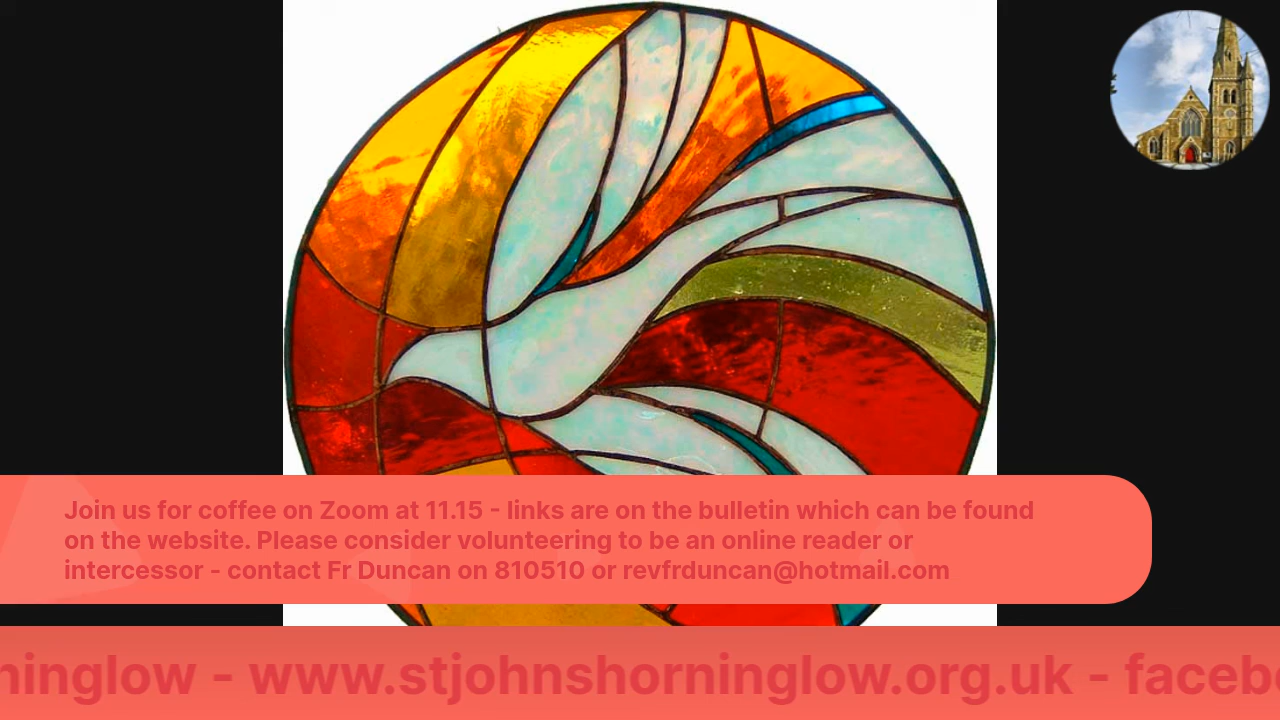 Join us for coffee on Zoom at 11.15 - links are on the bulletin which can be found
on the website. Please consider volunteering to be an online reader or
intercessor - contact Fr Duncan on 810510 or revfrduncan@hotmail.com
ninglow - www.stjohnshorninglow.org.uk - facebo